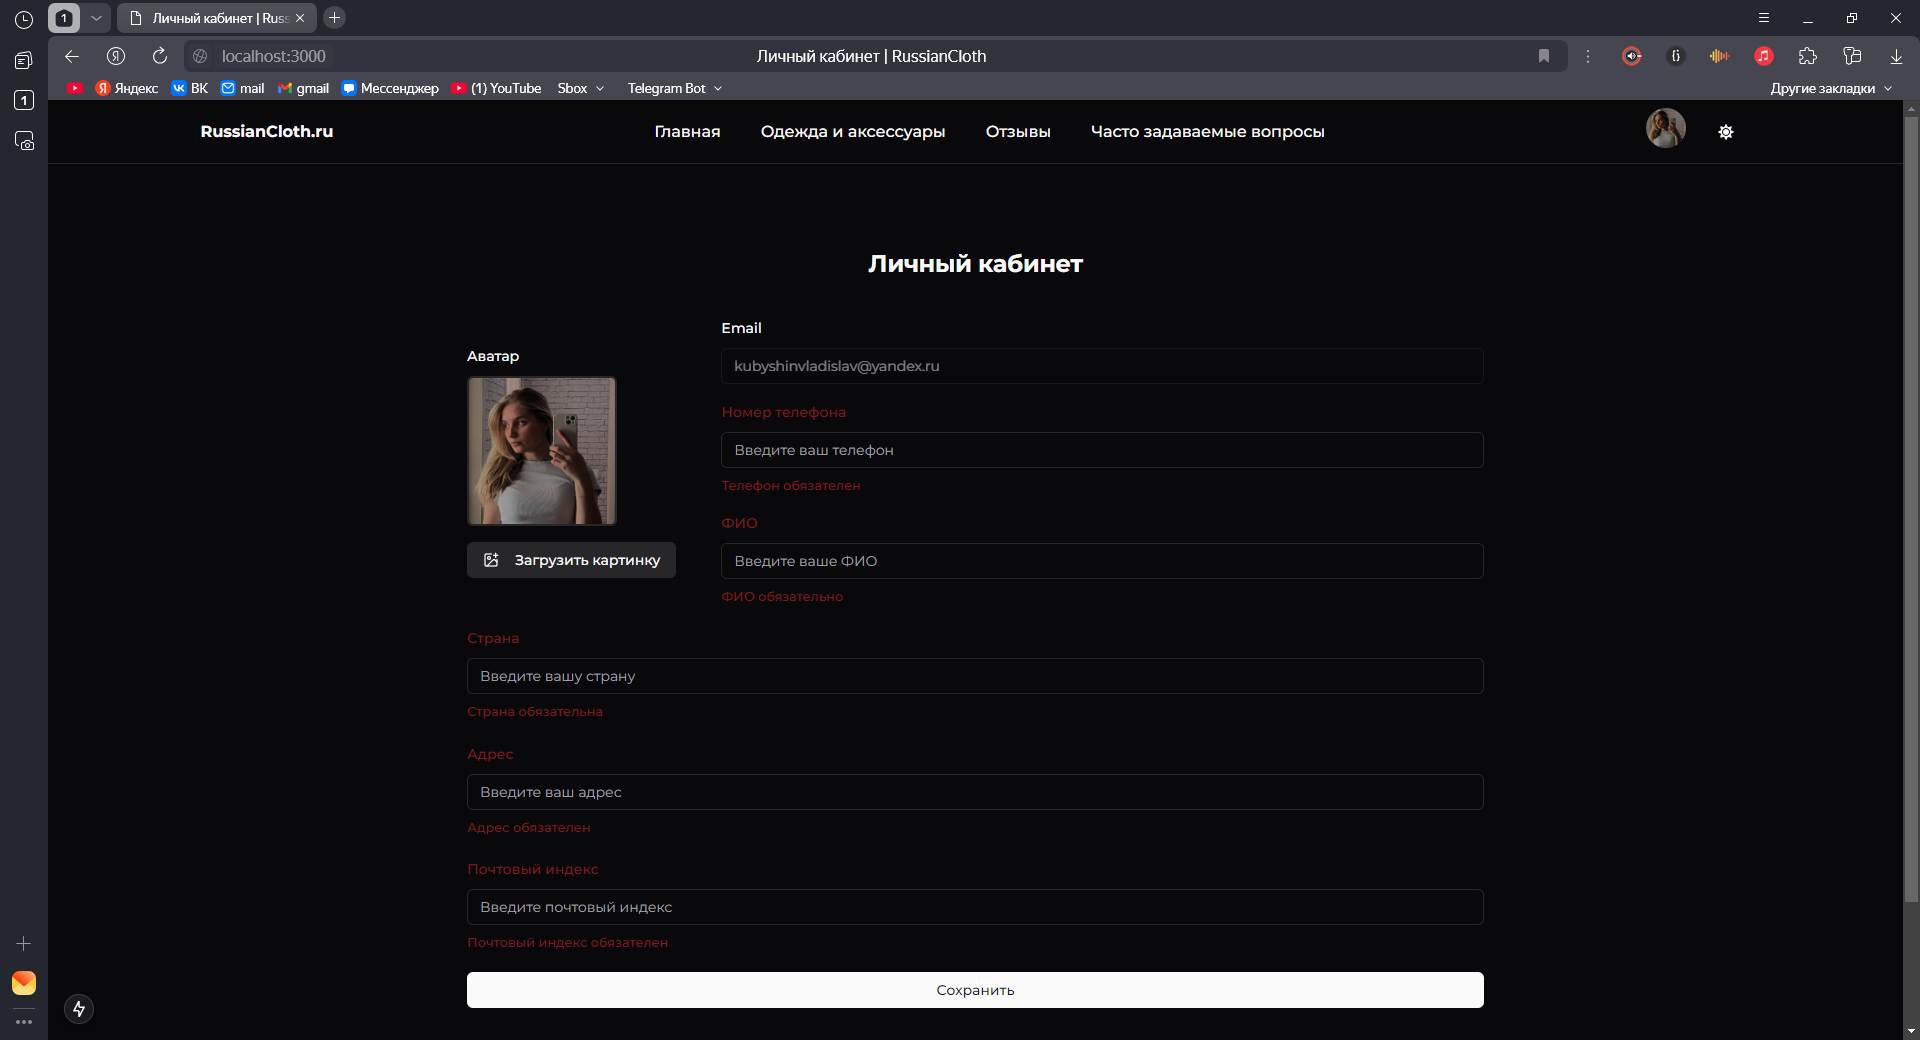 1
Личный кабинет | Russ
localhost:3000
Личный кабинет | RussianCloth
Яндекс
ВК
mail
gmail
Мессенджер
(1) YouTube
Sbox
Telegram Bot
Другие закладки
1
RussianCloth.ru
Главная
Одежда и аксессуары
Отзывы
Часто задаваемые вопросы
Личный кабинет
Email
kubyshinvladislav@yandex.ru
Аватар
Загрузить картинку
Номер телефона
Введите ваш телефон
Телефон обязателен
ФИО
Введите ваше ФИО
ФИО обязательно
Страна
Введите вашу страну
Страна обязательна
Адрес
Введите ваш адрес
Адрес обязателен
Почтовый индекс
Введите почтовый индекс
Почтовый индекс обязателен
Сохранить